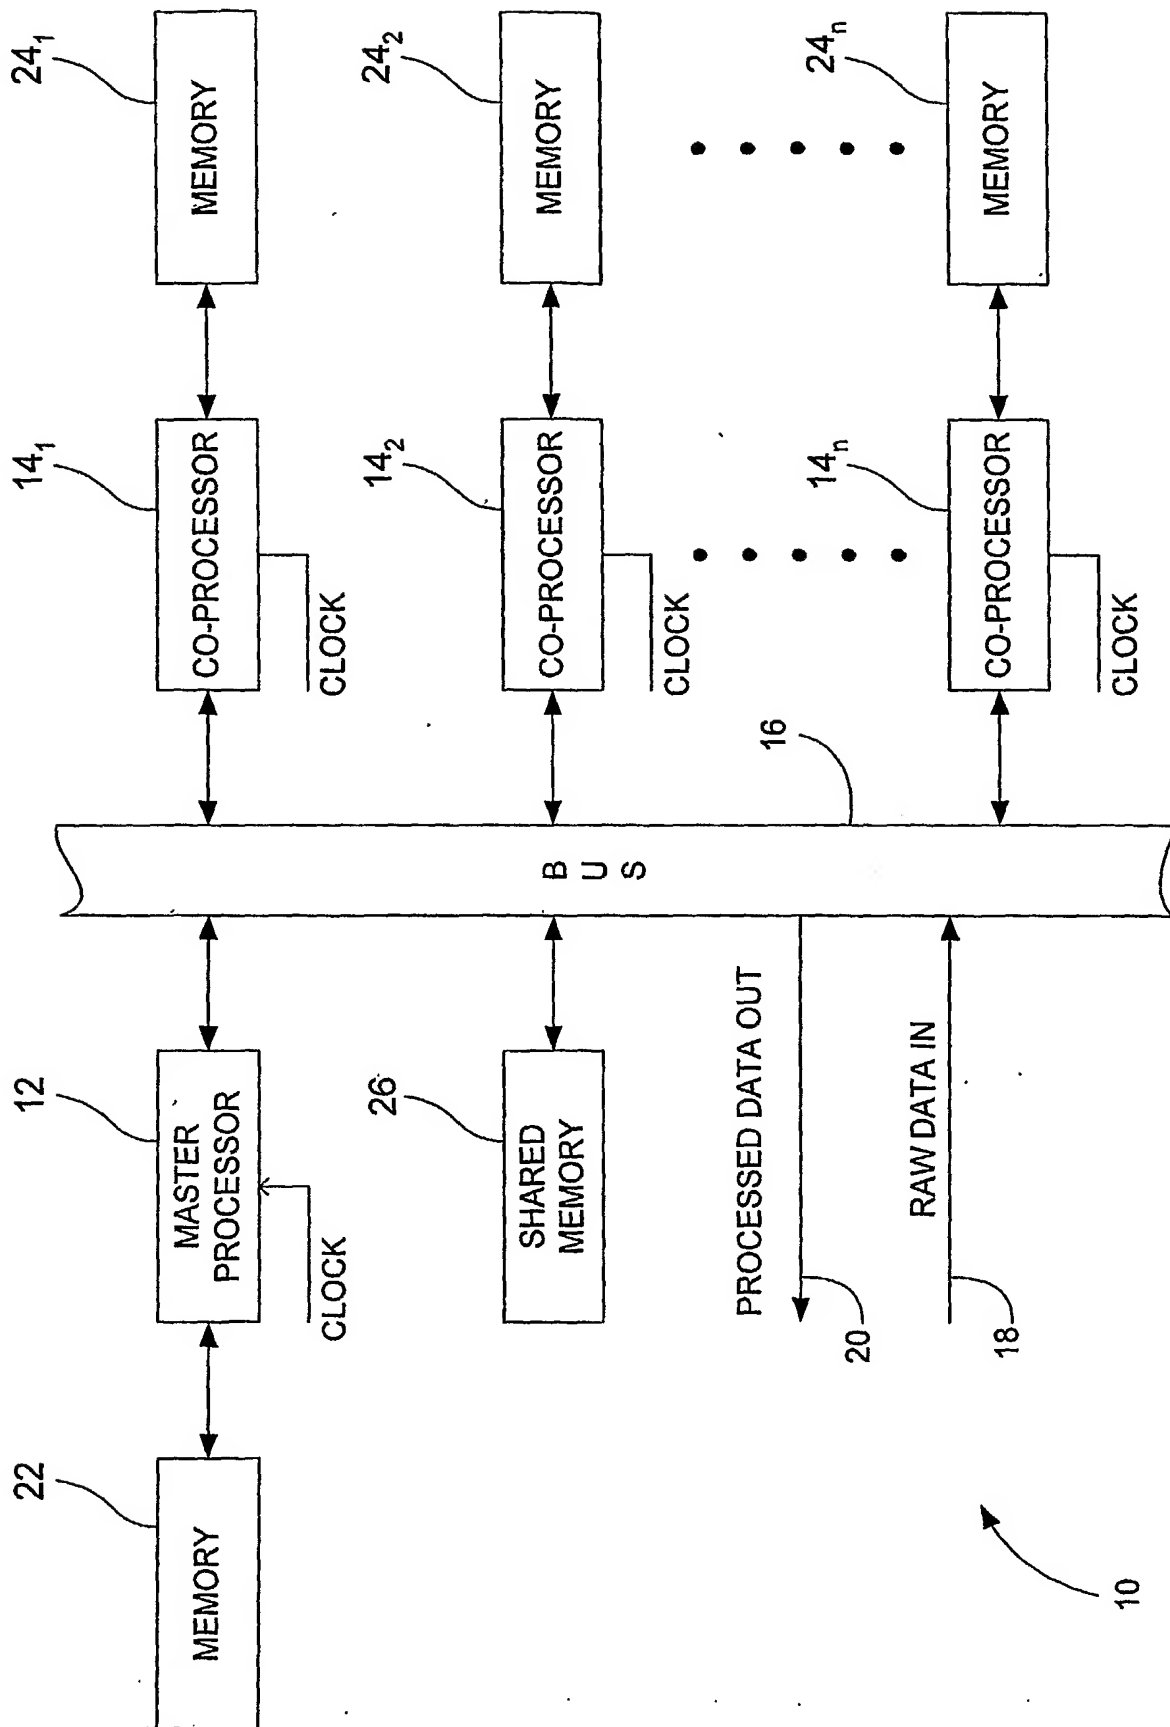 22
MEMORY
12
MASTER
PROCESSOR
CLOCK
14₁
CO-PROCESSOR
CLOCK
24₁
MEMORY
26
SHARED
MEMORY
B
U
S
14₂
CO-PROCESSOR
CLOCK
24₂
MEMORY
PROCESSED DATA OUT
20
16
RAW DATA IN
18
14ₙ
CO-PROCESSOR
CLOCK
24ₙ
MEMORY
10